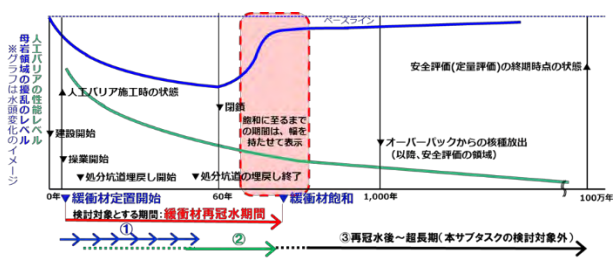 ベースライン
人工バリアの性能レベル
母岩領域の擾乱のレベル
※グラフは水頭変化のイメージ
人工バリア施工時の状態
建設開始
操業開始
処分坑道埋戻し開始
閉鎖
処分坑道の埋戻し終了
飽和に至るまで
の期間は、幅を
持たせて表示
安全評価(定量評価)の終期時点の状態
オーバーパックからの核種放出
(以降、安全評価の領域)
0年
緩衝材定置開始
60年
緩衝材飽和
1,000年
100万年
検討対象とする期間:緩衝材再冠水期間
①
②
③再冠水後~超長期(本サブタスクの検討対象外)